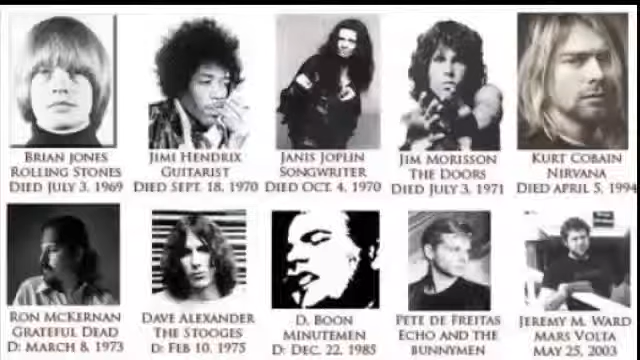 BRIAN JONES
ROLLING STONES
DIED JULY 3, 1969
JIMI HENDRIX
GUITARIST
DIED SEPT. 18, 1970
JANIS JOPLIN
SONGWRITER
DIED OCT. 4, 1970
JIM MORISSON
THE DOORS
DIED JULY 3, 1971
KURT COBAIN
NIRVANA
DIED APRIL 5, 1994
RON MCKERNAN
GRATEFUL DEAD
D: MARCH 8, 1973
DAVE ALEXANDER
THE STOOGES
D: FEB 10, 1975
D. BOON
MINUTEMEN
D: DEC. 22, 1985
PETE DE FREITAS
ECHO AND THE
BUNNYMEN
JEREMY M. WARD
MARS VOLTA
MAY 25, 2003